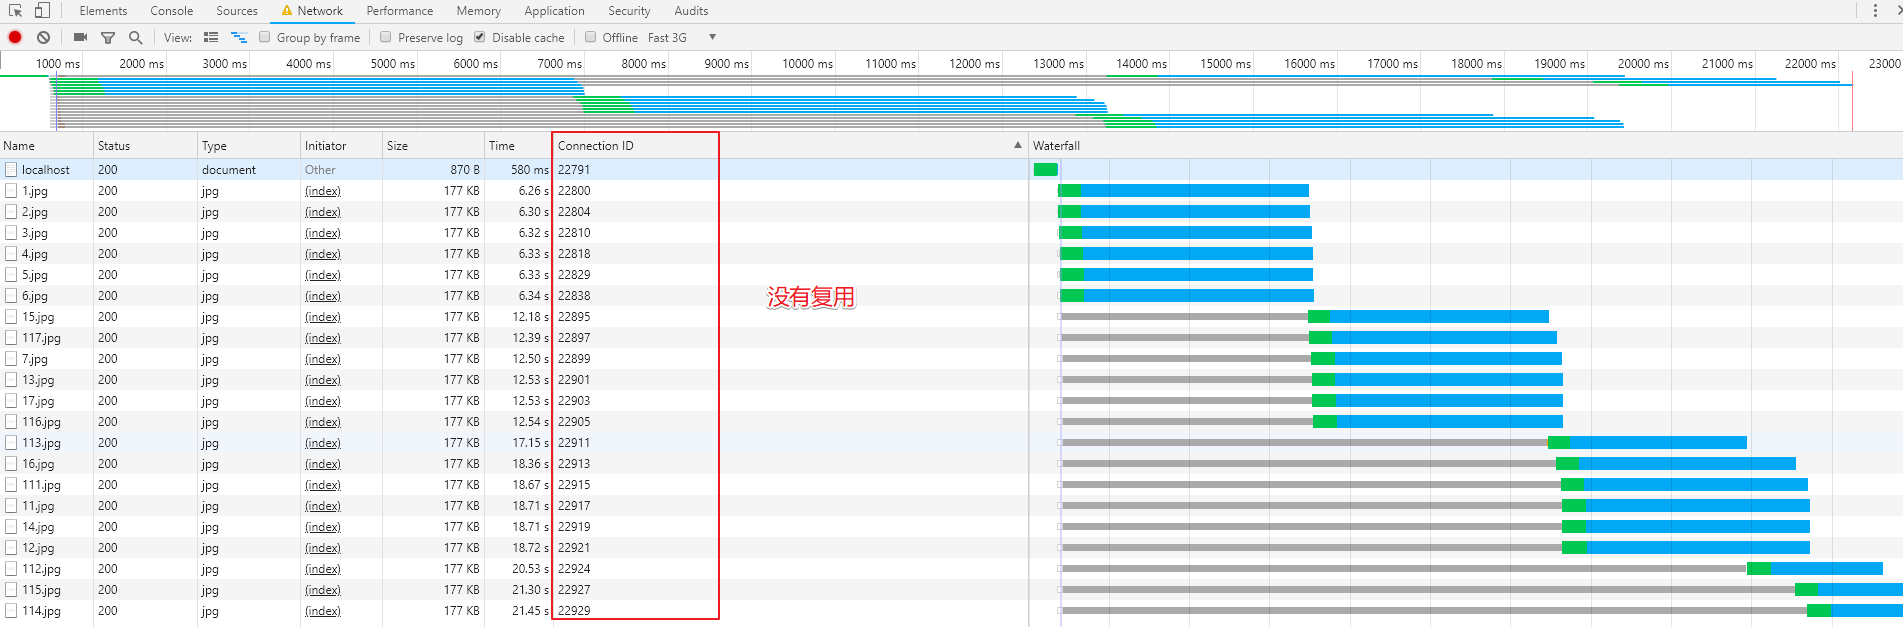 Elements Console Sources Network Performance Memory Application Security Audits
View: Group by frame Preserve log Disable cache Offline Fast 3G
1000 ms 2000 ms 3000 ms 4000 ms 5000 ms 6000 ms 7000 ms 8000 ms 9000 ms 10000 ms 11000 ms 12000 ms 13000 ms 14000 ms 15000 ms 16000 ms 17000 ms 18000 ms 19000 ms 20000 ms 21000 ms 22000 ms 23000
Name Status Type Initiator Size Time Connection ID Waterfall
localhost 200 document Other 870 B 580 ms 22791
1.jpg 200 jpg (index) 177 KB 6.26 s 22800
2.jpg 200 jpg (index) 177 KB 6.30 s 22804
3.jpg 200 jpg (index) 177 KB 6.32 s 22810
4.jpg 200 jpg (index) 177 KB 6.33 s 22818
5.jpg 200 jpg (index) 177 KB 6.33 s 22829
6.jpg 200 jpg (index) 177 KB 6.34 s 22838
没有复用
15.jpg 200 jpg (index) 177 KB 12.18 s 22895
117.jpg 200 jpg (index) 177 KB 12.39 s 22897
7.jpg 200 jpg (index) 177 KB 12.50 s 22899
13.jpg 200 jpg (index) 177 KB 12.53 s 22901
17.jpg 200 jpg (index) 177 KB 12.53 s 22903
116.jpg 200 jpg (index) 177 KB 12.54 s 22905
113.jpg 200 jpg (index) 177 KB 17.15 s 22911
16.jpg 200 jpg (index) 177 KB 18.36 s 22913
111.jpg 200 jpg (index) 177 KB 18.67 s 22915
11.jpg 200 jpg (index) 177 KB 18.71 s 22917
14.jpg 200 jpg (index) 177 KB 18.71 s 22919
12.jpg 200 jpg (index) 177 KB 18.72 s 22921
112.jpg 200 jpg (index) 177 KB 20.53 s 22924
115.jpg 200 jpg (index) 177 KB 21.30 s 22927
114.jpg 200 jpg (index) 177 KB 21.45 s 22929